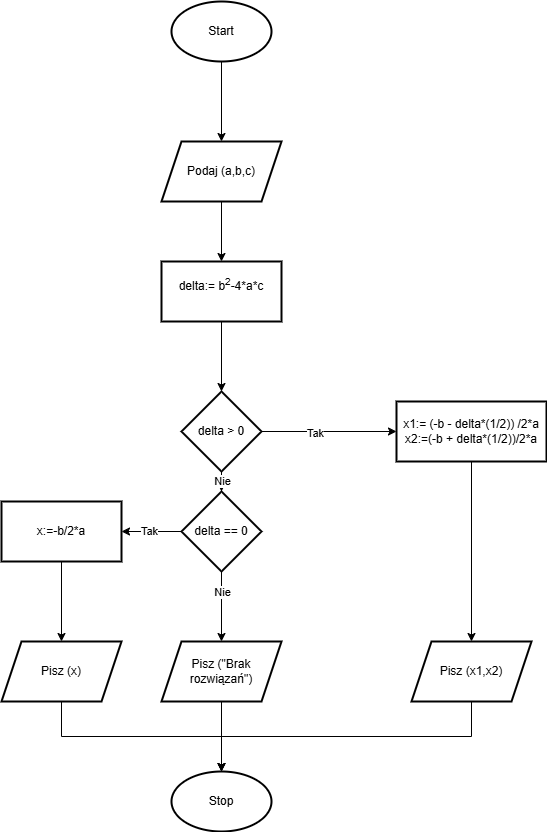 Start
Podaj (a,b,c)
delta:= b²-4*a*c
delta > 0
Tak
x1:= (-b - delta*(1/2)) /2*a
x2:=(-b + delta*(1/2))/2*a
Nie
delta == 0
Tak
x:=-b/2*a
Nie
Pisz (x)
Pisz ("Brak
rozwiązań")
Pisz (x1,x2)
Stop